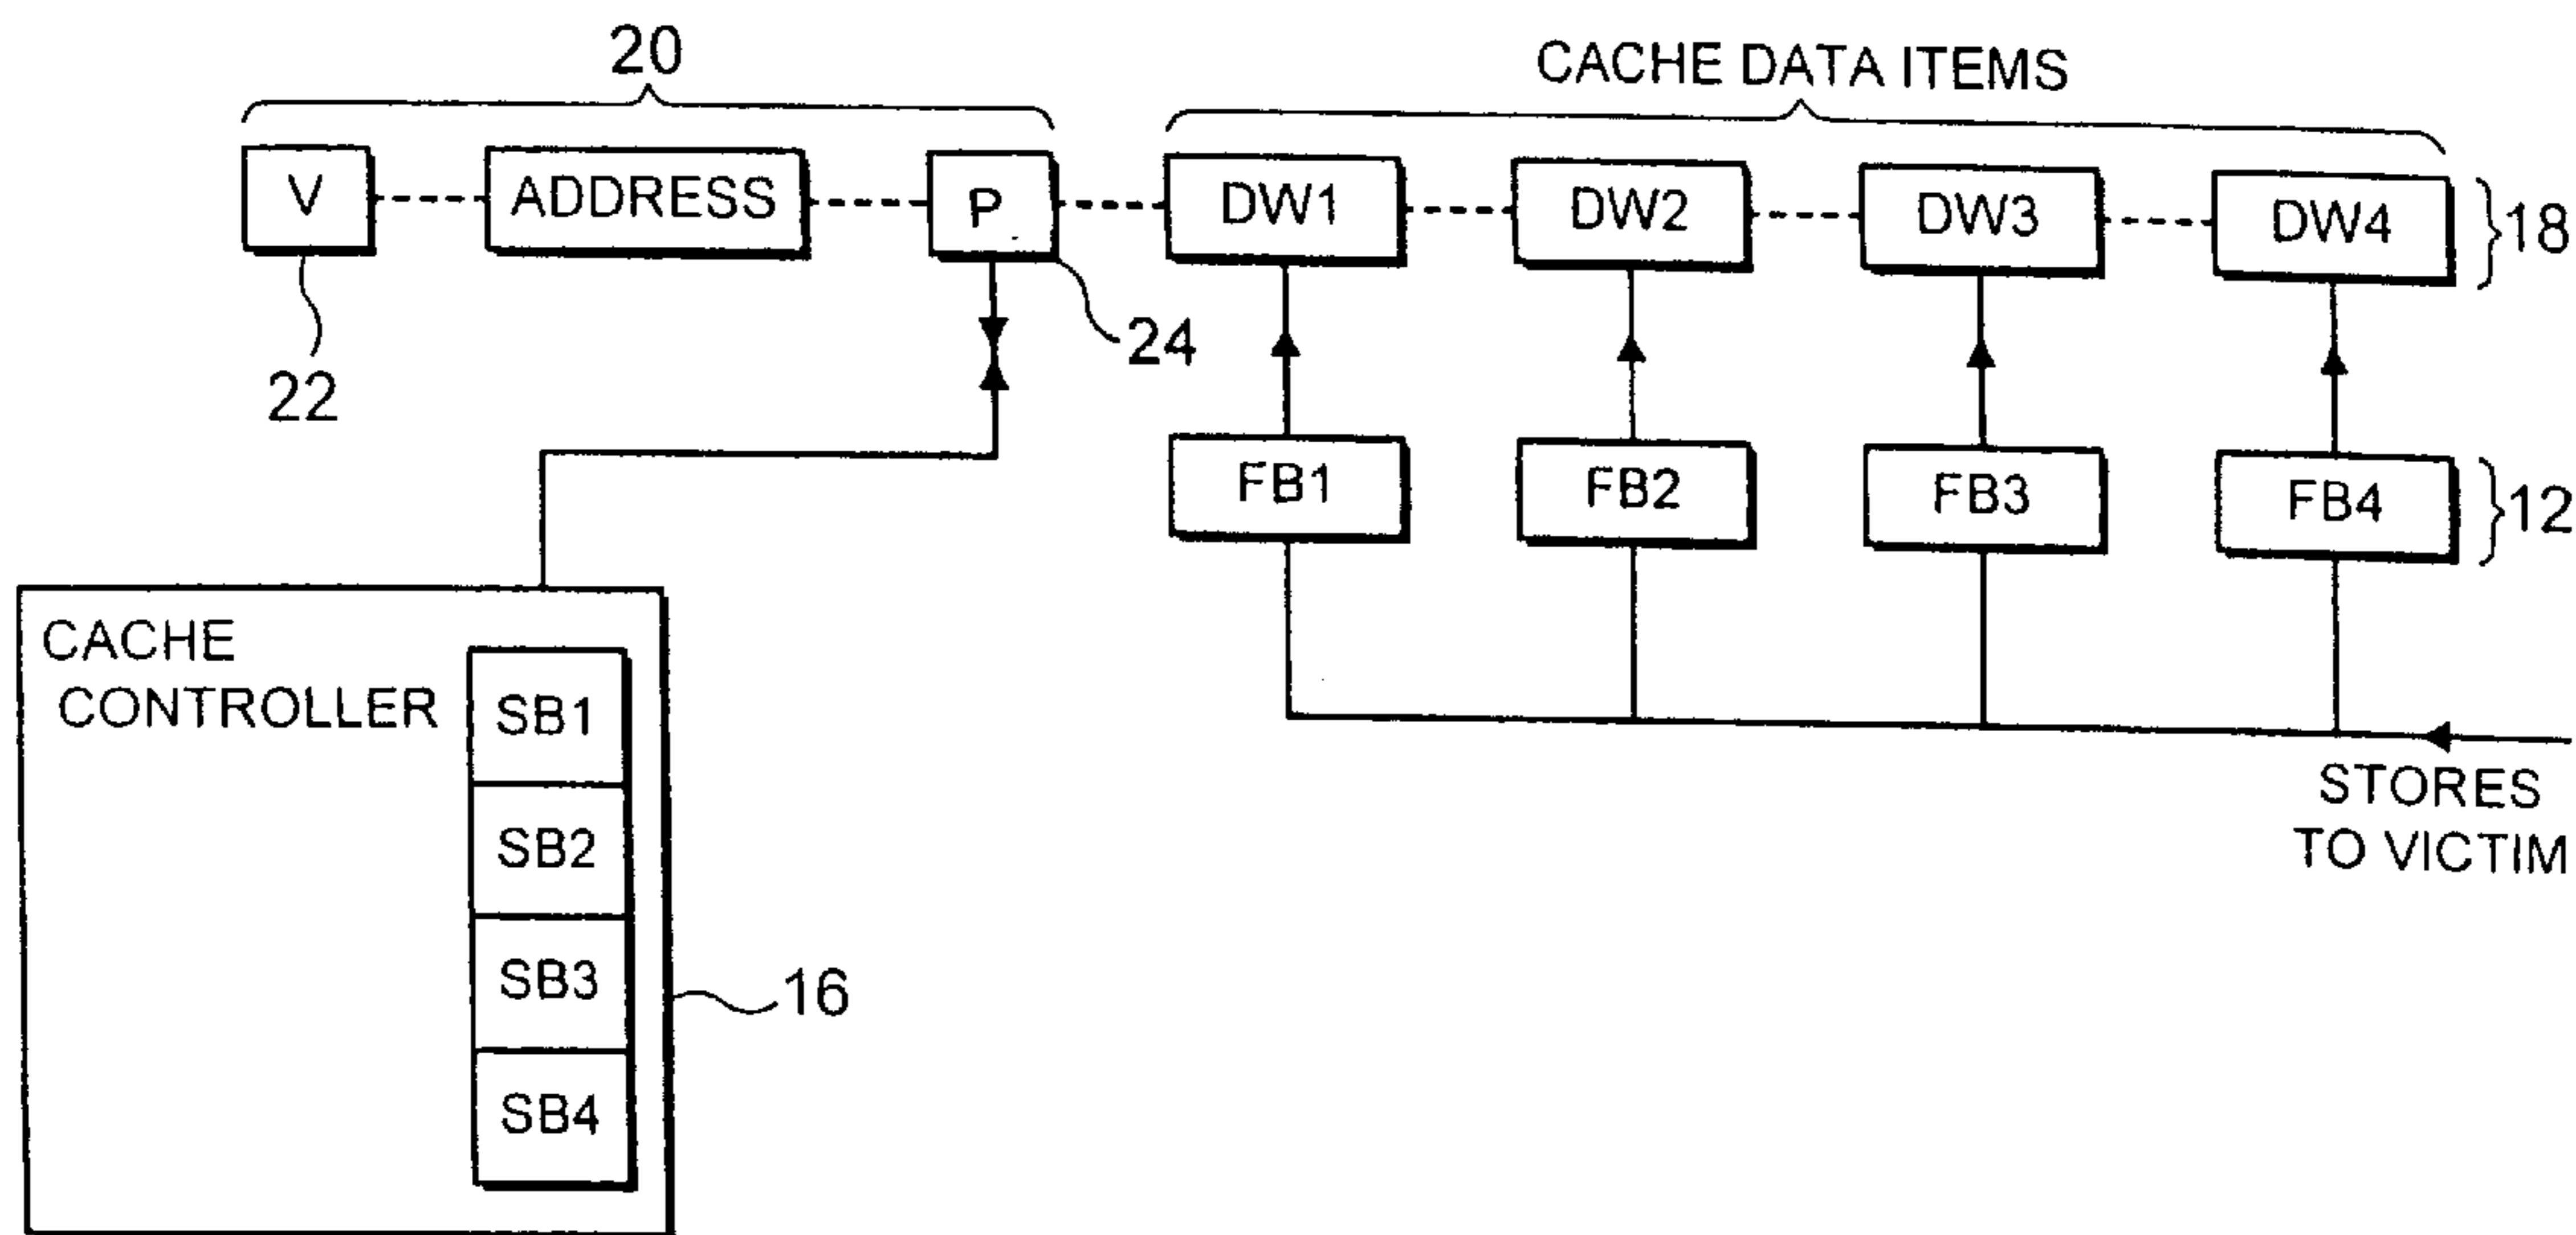 20
CACHE DATA ITEMS
V
ADDRESS
P
DW1
DW2
DW3
DW4
18
22
24
FB1
FB2
FB3
FB4
12
CACHE
CONTROLLER
SB1
SB2
SB3
SB4
16
STORES
TO VICTIM